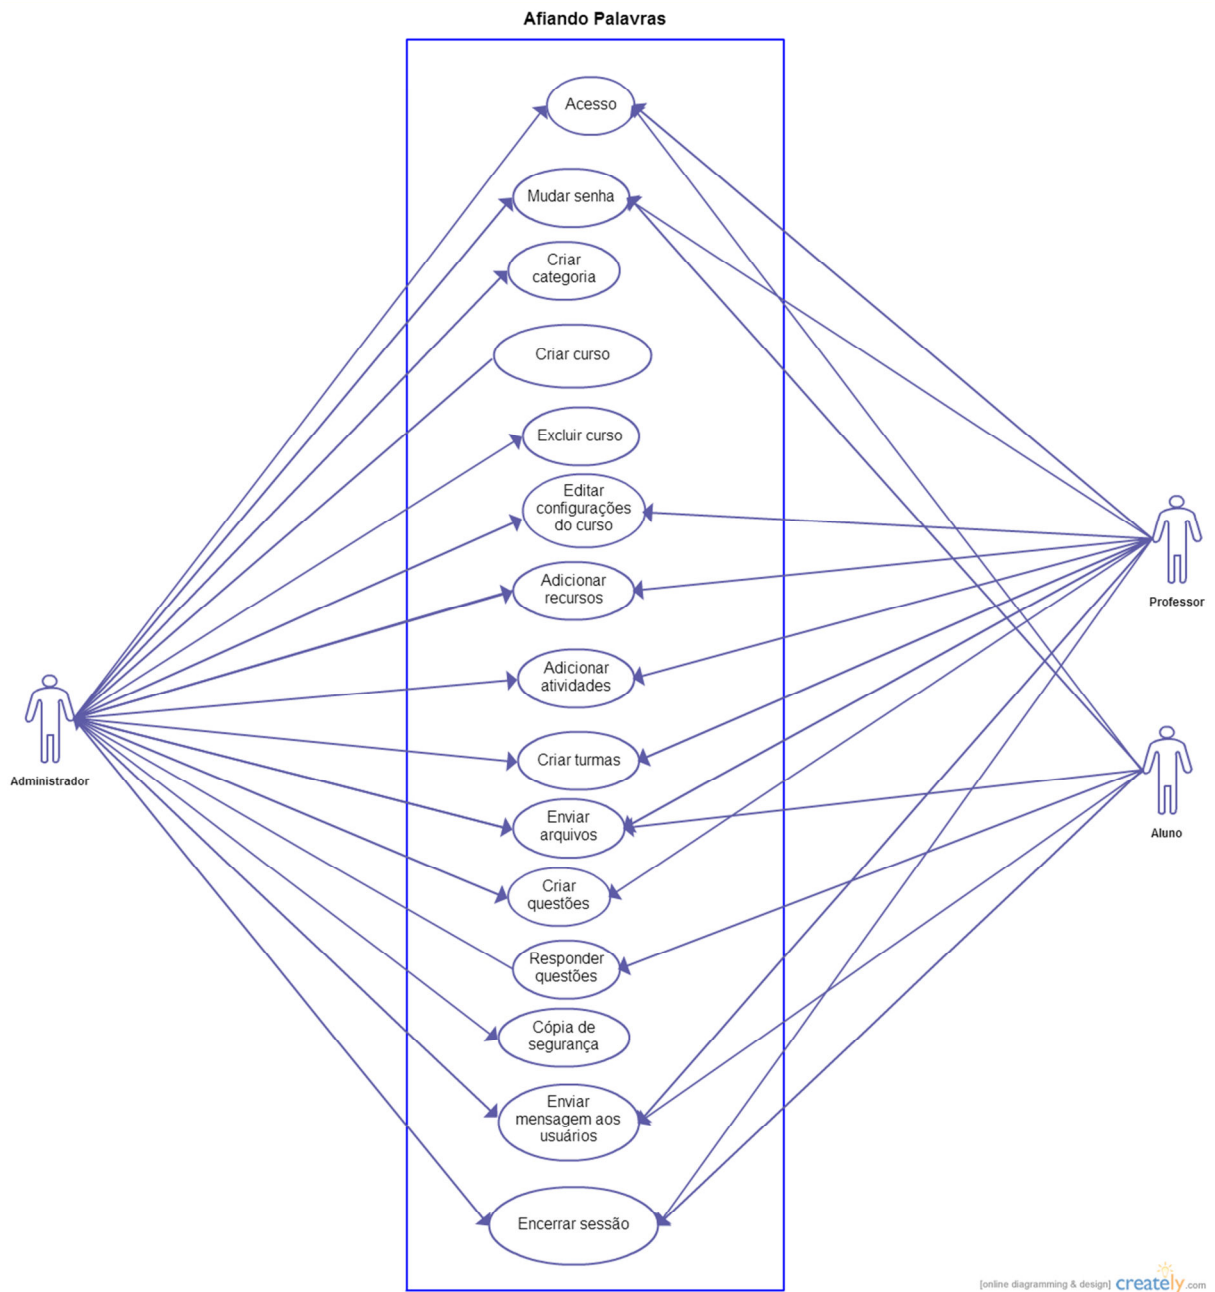 Afiando Palavras
Acesso
Mudar senha
Criar
categoria
Criar curso
Excluir curso
Editar
configurações
do curso
Adicionar
recursos
Adicionar
atividades
Criar turmas
Enviar
arquivos
Criar
questões
Responder
questões
Cópia de
segurança
Enviar
mensagem aos
usuários
Encerrar sessão
Administrador
Professor
Aluno
[online diagramming & design] creately.com